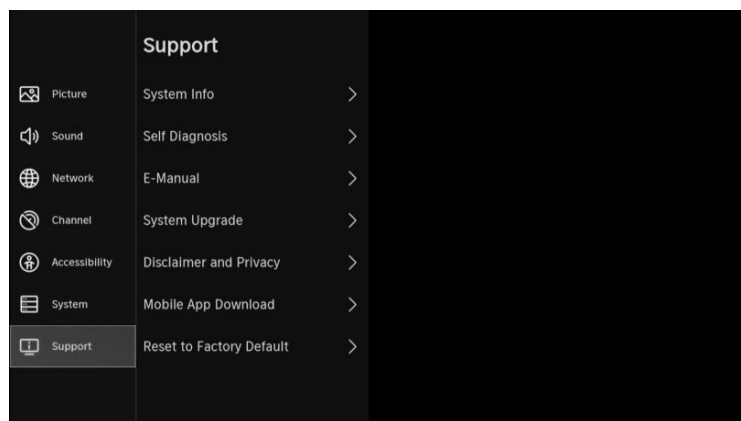 Support
Picture
System Info
Sound
Self Diagnosis
Network
E-Manual
Channel
System Upgrade
Accessibility
Disclaimer and Privacy
System
Mobile App Download
Support
Reset to Factory Default